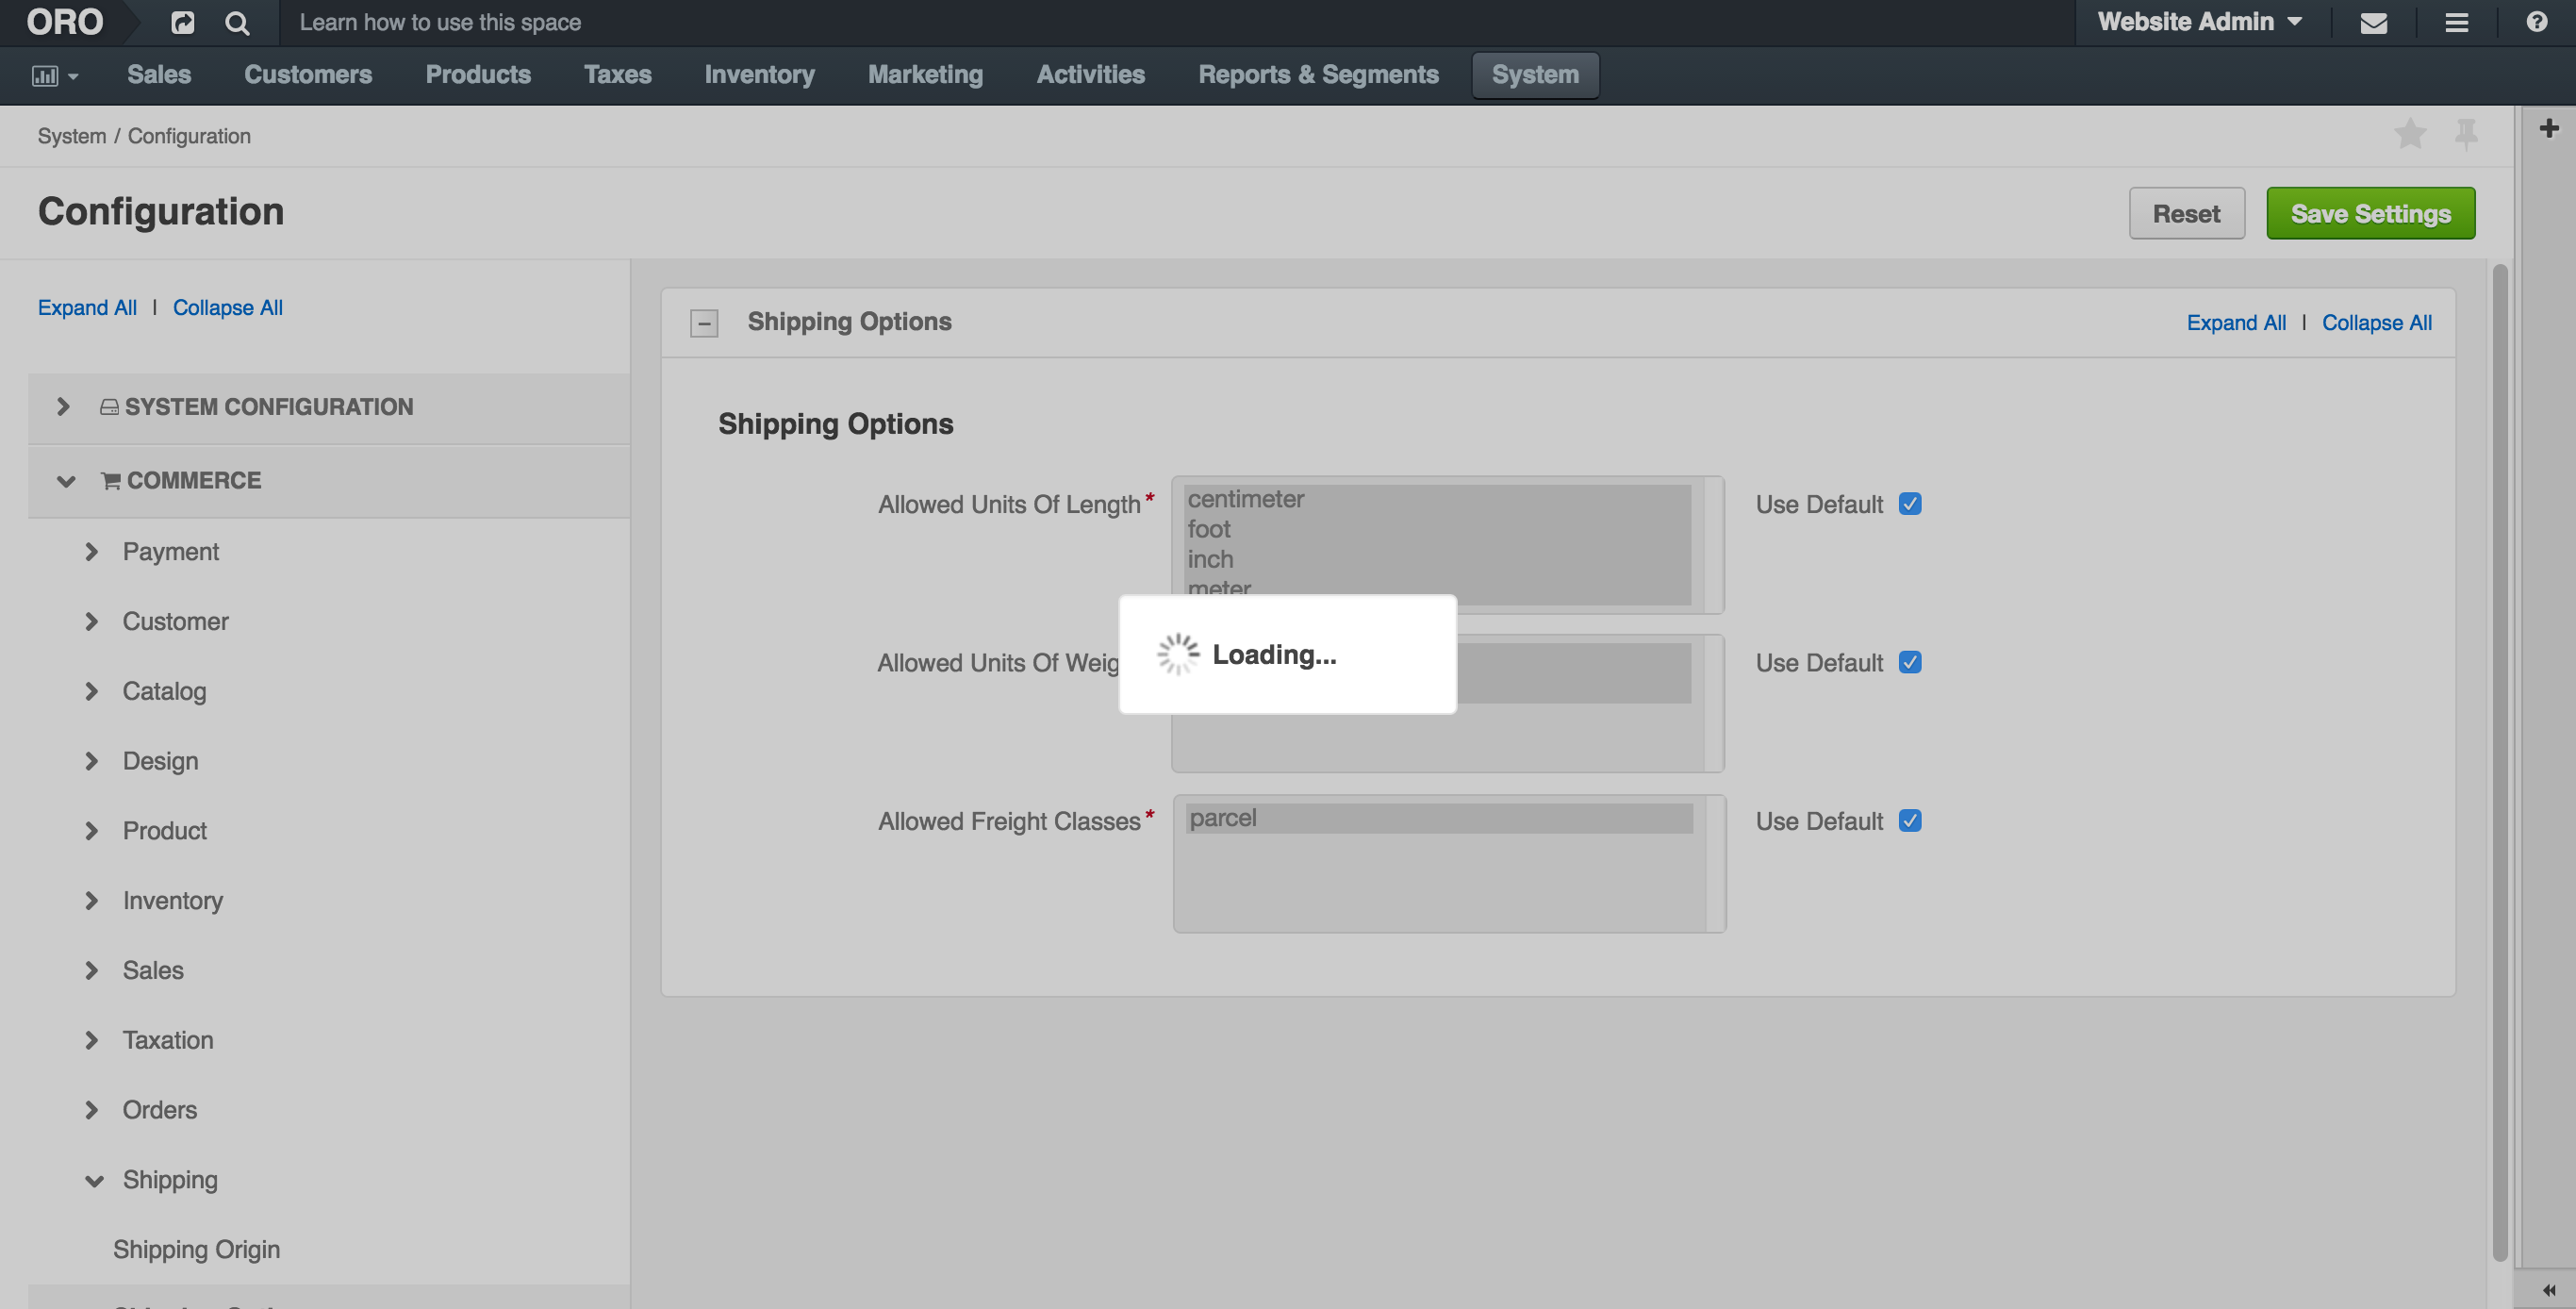 ORO
Learn how to use this space
Website Admin
Sales Customers Products Taxes Inventory Marketing Activities Reports & Segments System
System / Configuration
Configuration
Reset Save Settings
Expand All | Collapse All
SYSTEM CONFIGURATION
COMMERCE
Payment
Customer
Catalog
Design
Product
Inventory
Sales
Taxation
Orders
Shipping
Shipping Origin
Shipping Options
Expand All | Collapse All
Shipping Options
Allowed Units Of Length*
centimeter
foot
inch
meter
Use Default
Allowed Units Of
Use Default
Loading...
Allowed Freight Classes*
parcel
Use Default